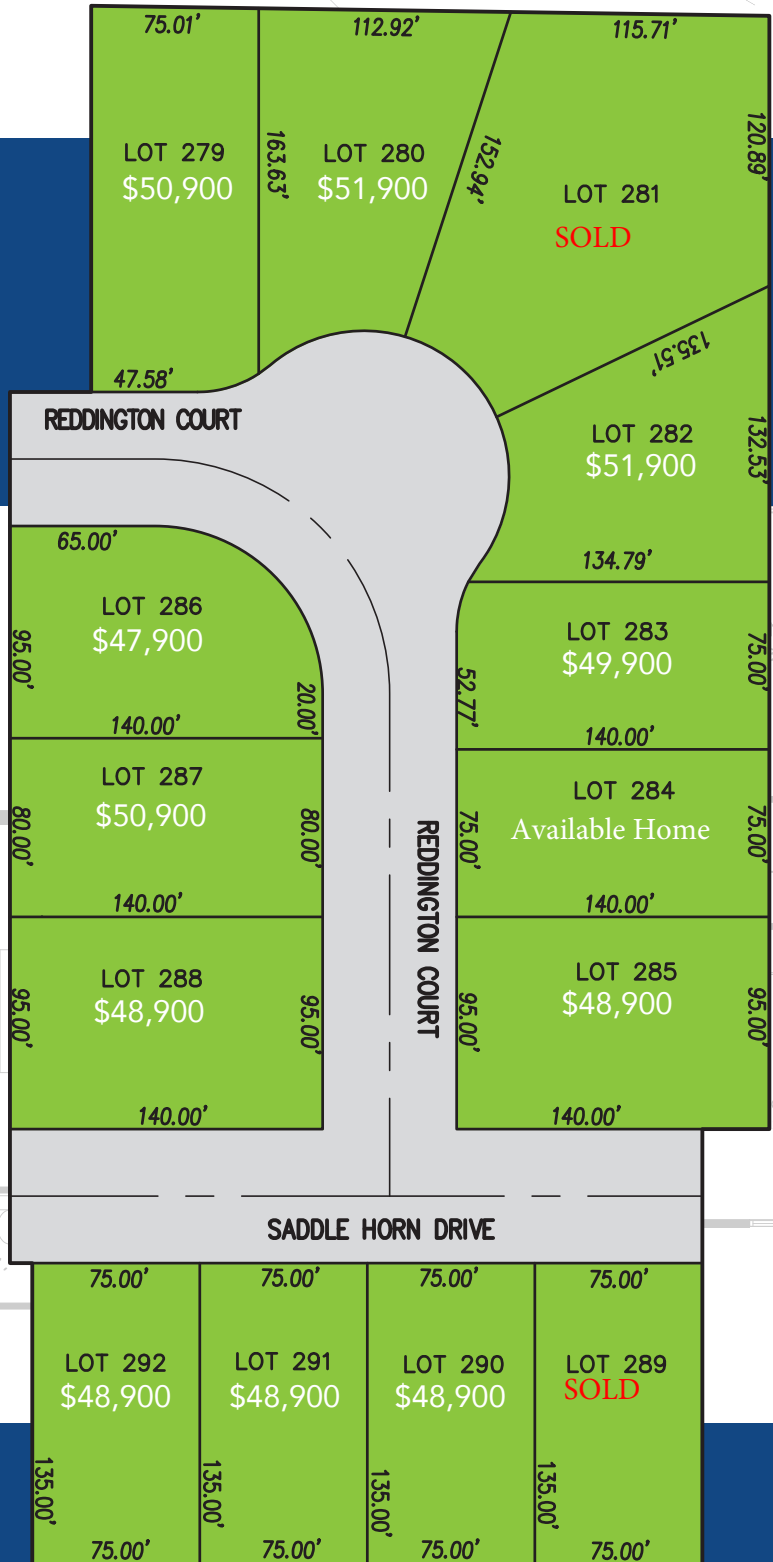 75.01'
112.92'
115.71'
LOT 279
$50,900
163.63'
LOT 280
$51,900
152.94'
LOT 281
SOLD
120.89'
47.58'
REDDINGTON COURT
135.51'
LOT 282
$51,900
132.53'
134.79'
65.00'
LOT 286
$47,900
95.00'
20.00'
140.00'
LOT 283
$49,900
52.77'
75.00'
140.00'
LOT 287
$50,900
80.00'
80.00'
140.00'
REDDINGTON COURT
LOT 284
Available Home
75.00'
75.00'
140.00'
LOT 288
$48,900
95.00'
95.00'
140.00'
LOT 285
$48,900
95.00'
95.00'
140.00'
SADDLE HORN DRIVE
75.00'
75.00'
75.00'
75.00'
LOT 292
$48,900
LOT 291
$48,900
LOT 290
$48,900
LOT 289
SOLD
135.00'
135.00'
135.00'
135.00'
75.00'
75.00'
75.00'
75.00'